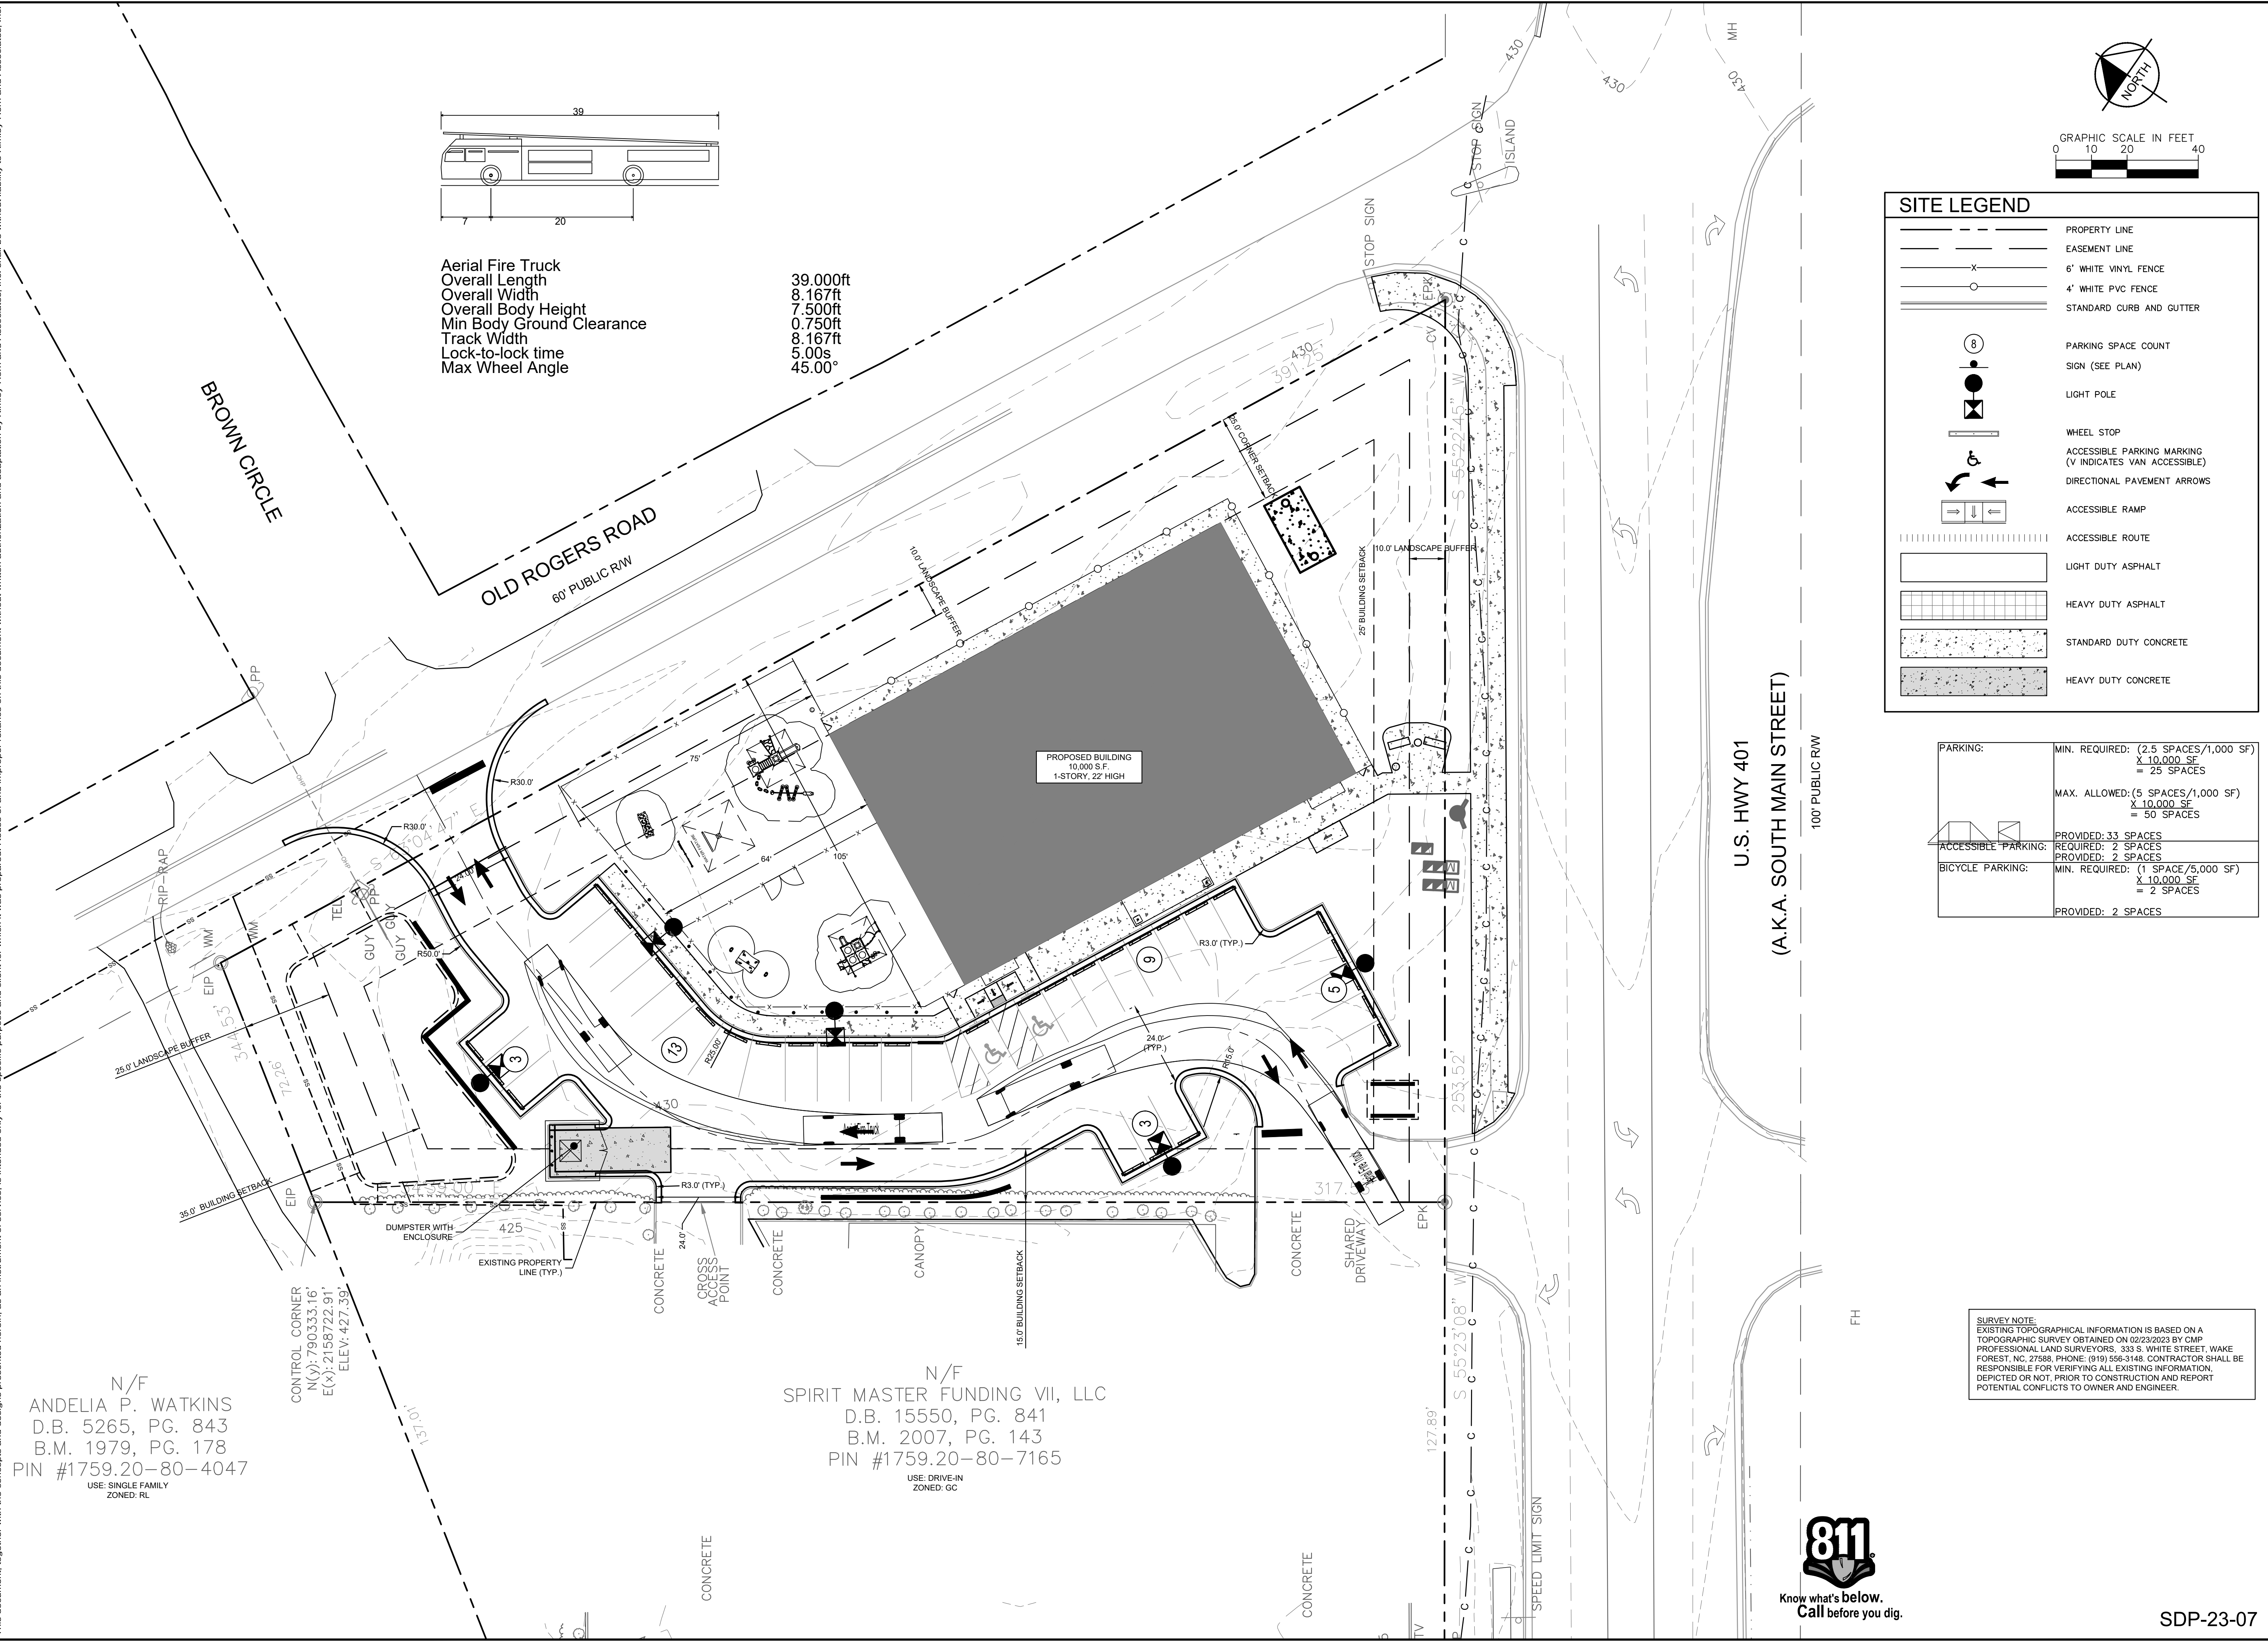 39
7
20
Aerial Fire Truck
Overall Length 39.000ft
Overall Width 8.167ft
Overall Body Height 7.500ft
Min Body Ground Clearance 0.750ft
Track Width 8.167ft
Lock-to-lock time 5.00s
Max Wheel Angle 45.00°
NORTH
GRAPHIC SCALE IN FEET
0 10 20 40
SITE LEGEND
PROPERTY LINE
EASEMENT LINE
X 6' WHITE VINYL FENCE
4' WHITE PVC FENCE
STANDARD CURB AND GUTTER
8 PARKING SPACE COUNT
SIGN (SEE PLAN)
LIGHT POLE
WHEEL STOP
ACCESSIBLE PARKING MARKING
(V INDICATES VAN ACCESSIBLE)
DIRECTIONAL PAVEMENT ARROWS
ACCESSIBLE RAMP
ACCESSIBLE ROUTE
LIGHT DUTY ASPHALT
HEAVY DUTY ASPHALT
STANDARD DUTY CONCRETE
HEAVY DUTY CONCRETE
PARKING:
MIN. REQUIRED: (2.5 SPACES/1,000 SF)
X 10,000 SF
= 25 SPACES
MAX. ALLOWED: (5 SPACES/1,000 SF)
X 10,000 SF
= 50 SPACES
PROVIDED: 33 SPACES
ACCESSIBLE PARKING: REQUIRED: 2 SPACES
PROVIDED: 2 SPACES
BICYCLE PARKING: MIN. REQUIRED: (1 SPACE/5,000 SF)
X 10,000 SF
= 2 SPACES
PROVIDED: 2 SPACES
BROWN CIRCLE
OLD ROGERS ROAD
60' PUBLIC R/W
U.S. HWY 401
(A.K.A. SOUTH MAIN STREET)
100' PUBLIC R/W
430
430
430
MH
STOP SIGN
ISLAND
STOP SIGN
EPK
CV
430
391.25'
S 55°22'45" W
25.0' CORNER SETBACK
10.0' LANDSCAPE BUFFER
10.0' LANDSCAPE BUFFER
25' BUILDING SETBACK
PROPOSED BUILDING
10,000 S.F.
1-STORY, 22' HIGH
75'
64'
105'
R30.0'
R30.0'
24.00'
R50.0'
PP
OHP
OHP
RIP-RAP
TEL
PP
GUY
GUY
WM
WM
EIP
SS
344.53'
72.26'
25.0' LANDSCAPE BUFFER
35.0' BUILDING SETBACK
EIP
3
13
R25.00'
9
R3.0' (TYP.)
5
24.0'
(TYP.)
R15.0'
3
430
253.52'
R3.0' (TYP.)
24.0'
425
DUMPSTER WITH
ENCLOSURE
EXISTING PROPERTY
LINE (TYP.)
CONCRETE
CROSS
ACCESS
POINT
CONCRETE
CANOPY
15.0' BUILDING SETBACK
CONCRETE
SHARED
DRIVEWAY
EPK
S 55°23'08" W
127.89'
CONTROL CORNER
N(y): 790333.16'
E(x): 2158722.91'
ELEV: 427.39'
137.01'
N/F
ANDELIA P. WATKINS
D.B. 5265, PG. 843
B.M. 1979, PG. 178
PIN #1759.20-80-4047
USE: SINGLE FAMILY
ZONED: RL
N/F
SPIRIT MASTER FUNDING VII, LLC
D.B. 15550, PG. 841
B.M. 2007, PG. 143
PIN #1759.20-80-7165
USE: DRIVE-IN
ZONED: GC
CONCRETE
CONCRETE
TV
SPEED LIMIT SIGN
FH
SURVEY NOTE:
EXISTING TOPOGRAPHICAL INFORMATION IS BASED ON A
TOPOGRAPHIC SURVEY OBTAINED ON 02/23/2023 BY CMP
PROFESSIONAL LAND SURVEYORS, 333 S. WHITE STREET, WAKE
FOREST, NC, 27588, PHONE: (919) 556-3148. CONTRACTOR SHALL BE
RESPONSIBLE FOR VERIFYING ALL EXISTING INFORMATION,
DEPICTED OR NOT, PRIOR TO CONSTRUCTION AND REPORT
POTENTIAL CONFLICTS TO OWNER AND ENGINEER.
811
Know what's below.
Call before you dig.
SDP-23-07